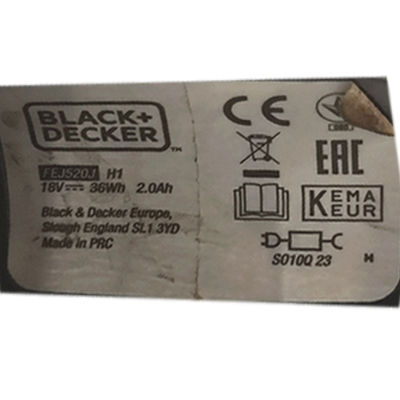 BLACK+
DECKER™
FEJ520J H1
18V 36Wh 2.0Ah
Black & Decker Europe,
Slough England SL1 3YD
Made in PRC
CE
EAC
KEMA
KEUR
S010Q 23